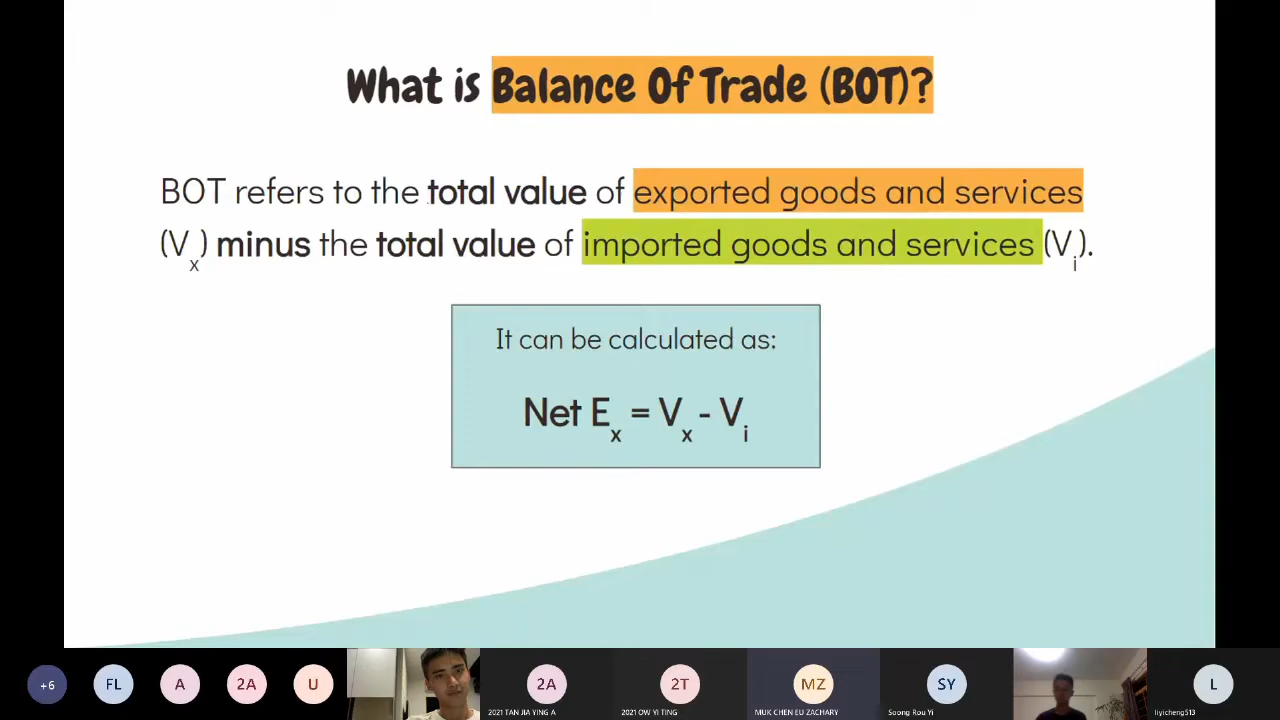 What is Balance Of Trade (BOT)?
BOT refers to the total value of exported goods and services
(Vx) minus the total value of imported goods and services (Vi).
It can be calculated as:
Net Ex = Vx - Vi
+6
FL
A
2A
U
2A
2T
MZ
SY
L
2021 TAN JIA YING A
2021 OW YI TING
MUK CHEN EU ZACHARY
Soong Rou Yi
liyicheng513